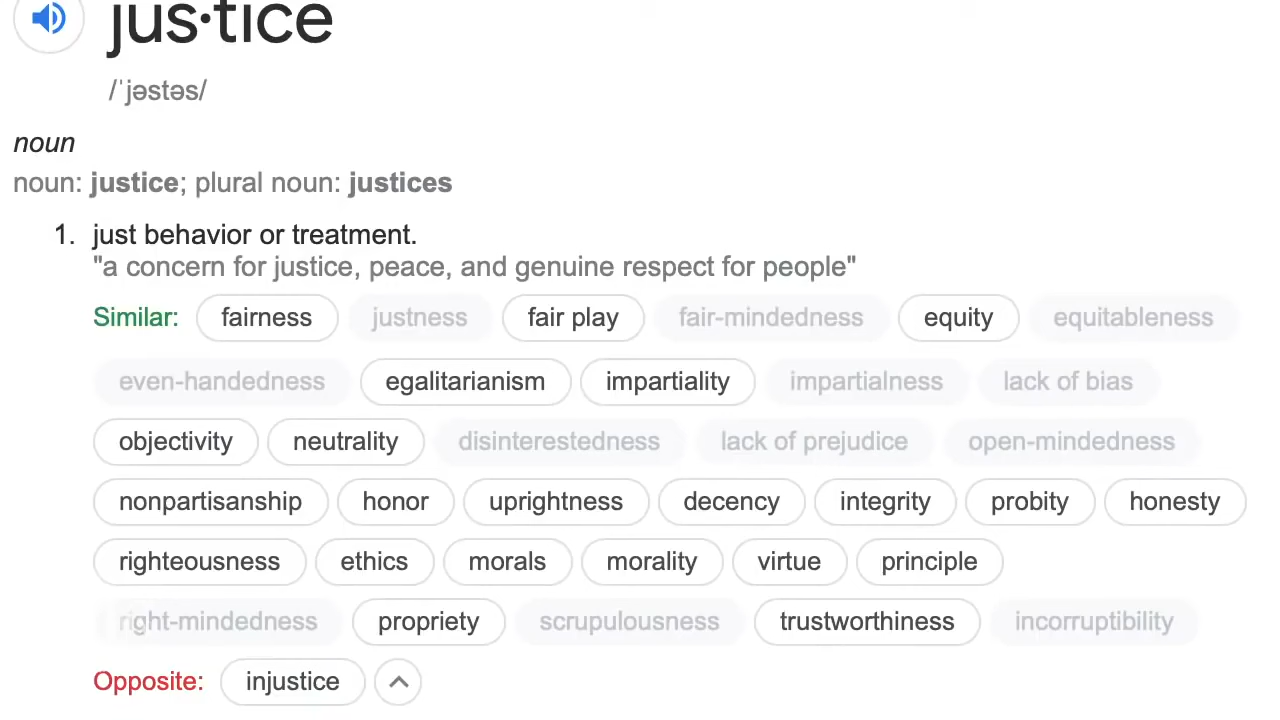 jus·tice
/ˈjəstəs/
noun
noun: justice; plural noun: justices
1. just behavior or treatment.
"a concern for justice, peace, and genuine respect for people"
Similar: fairness justness fair play fair-mindedness equity equitableness
even-handedness egalitarianism impartiality impartialness lack of bias
objectivity neutrality disinterestedness lack of prejudice open-mindedness
nonpartisanship honor uprightness decency integrity probity honesty
righteousness ethics morals morality virtue principle
right-mindedness propriety scrupulousness trustworthiness incorruptibility
Opposite: injustice